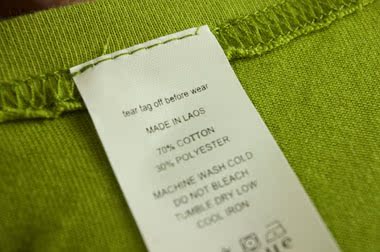 tear tag off before wear
MADE IN LAOS
70% COTTON
30% POLYESTER
MACHINE WASH COLD
DO NOT BLEACH
TUMBLE DRY LOW
COOL IRON